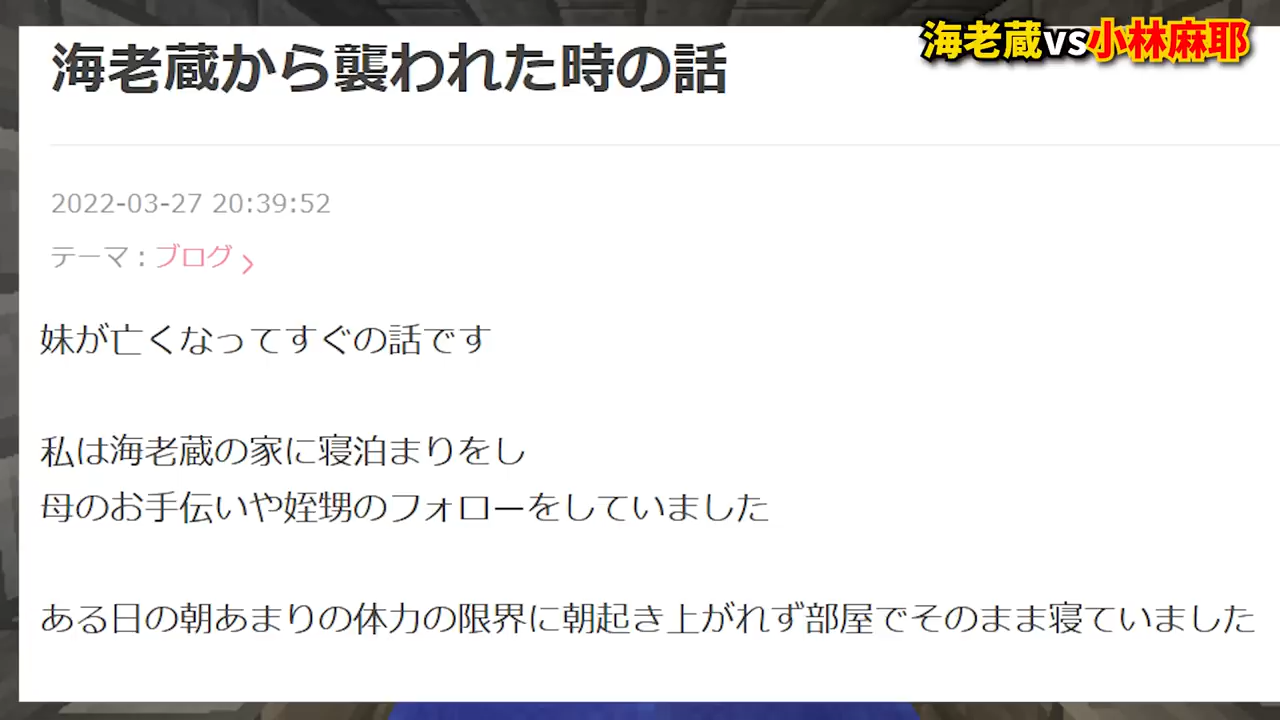 海老蔵vs小林麻耶
海老蔵から襲われた時の話
2022-03-27 20:39:52
テーマ：ブログ
妹が亡くなってすぐの話です
私は海老蔵の家に寝泊まりをし
母のお手伝いや姪甥のフォローをしていました
ある日の朝あまりの体力の限界に朝起き上がれず部屋でそのまま寝ていました